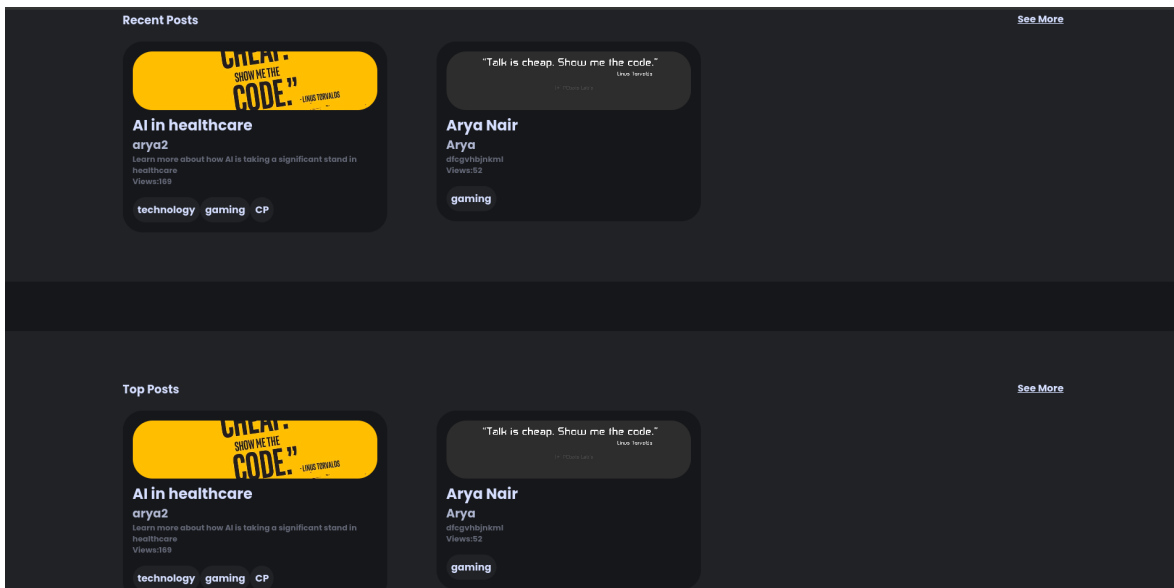 Recent Posts
See More
CHEAP.
SHOW ME THE
CODE.”
-LINUS TORVALDS
AI in healthcare
arya2
Learn more about how AI is taking a significant stand in
healthcare
Views:169
technology gaming CP
“Talk is cheap. Show me the code.”
Linus Torvalds
Arya Nair
Arya
dfcgvhbjnkml
Views:52
gaming
Top Posts
See More
CHEAP.
SHOW ME THE
CODE.”
-LINUS TORVALDS
AI in healthcare
arya2
Learn more about how AI is taking a significant stand in
healthcare
Views:169
technology gaming CP
“Talk is cheap. Show me the code.”
Linus Torvalds
Arya Nair
Arya
dfcgvhbjnkml
Views:52
gaming